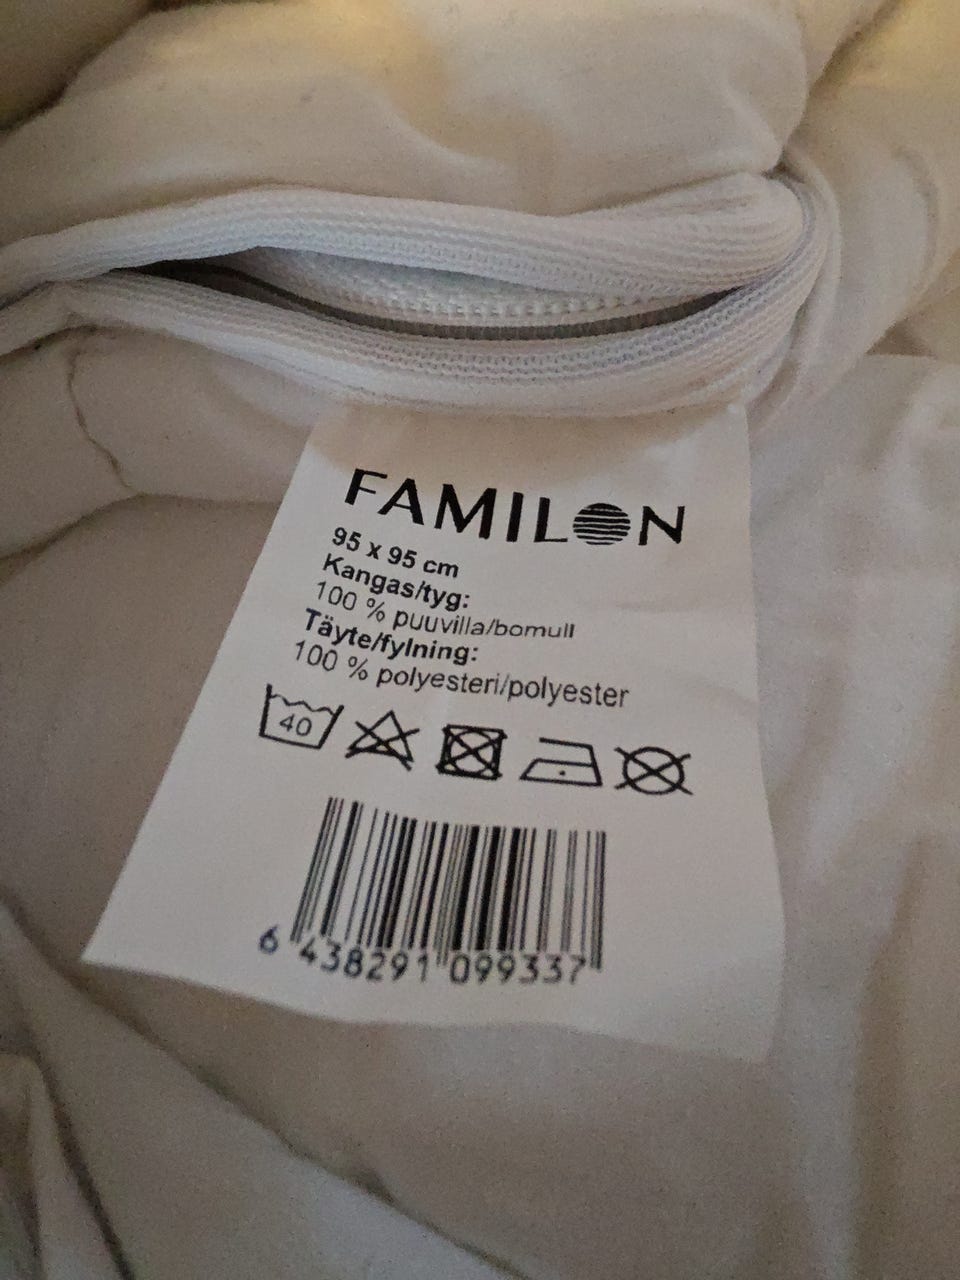 FAMILON
95 x 95 cm
Kangas/tyg:
100 % puuvilla/bomull
Täyte/fylning:
100 % polyesteri/polyester
40
6 438291 099337